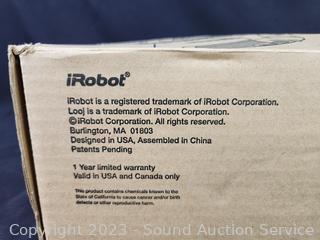 iRobot®
iRobot is a registered trademark of iRobot Corporation.
Looj is a trademark of iRobot Corporation.
©iRobot Corporation. All rights reserved.
Burlington, MA 01803
Designed in USA, Assembled in China
Patents Pending
1 Year limited warranty
Valid in USA and Canada only
This product contains chemicals known to the
State of California to cause cancer and/or birth
defects or other reproductive harm.
Copyright 2023 - Sound Auction Service